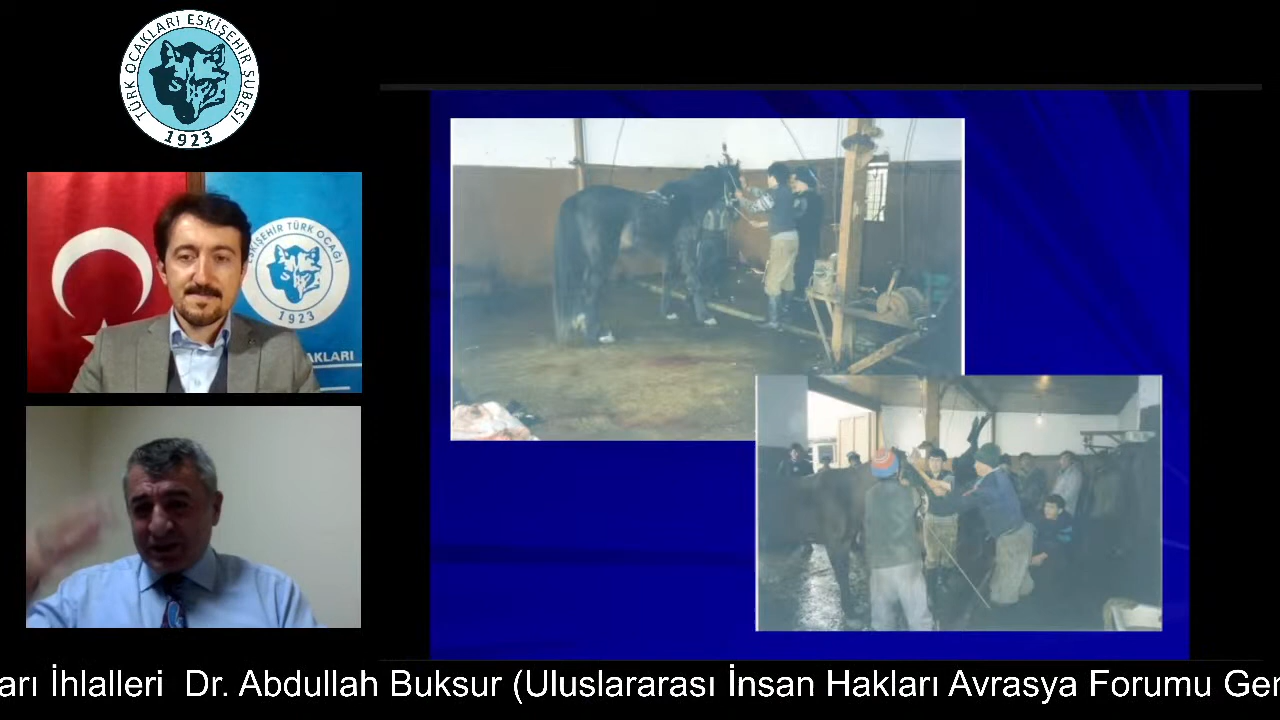 TÜRK OCAKLARI ESKİŞEHİR ŞUBESİ
1923
ESKİŞEHİR TÜRK OCAĞI
1923
AKLARI
arı İhlalleri Dr. Abdullah Buksur (Uluslararası İnsan Hakları Avrasya Forumu Ger